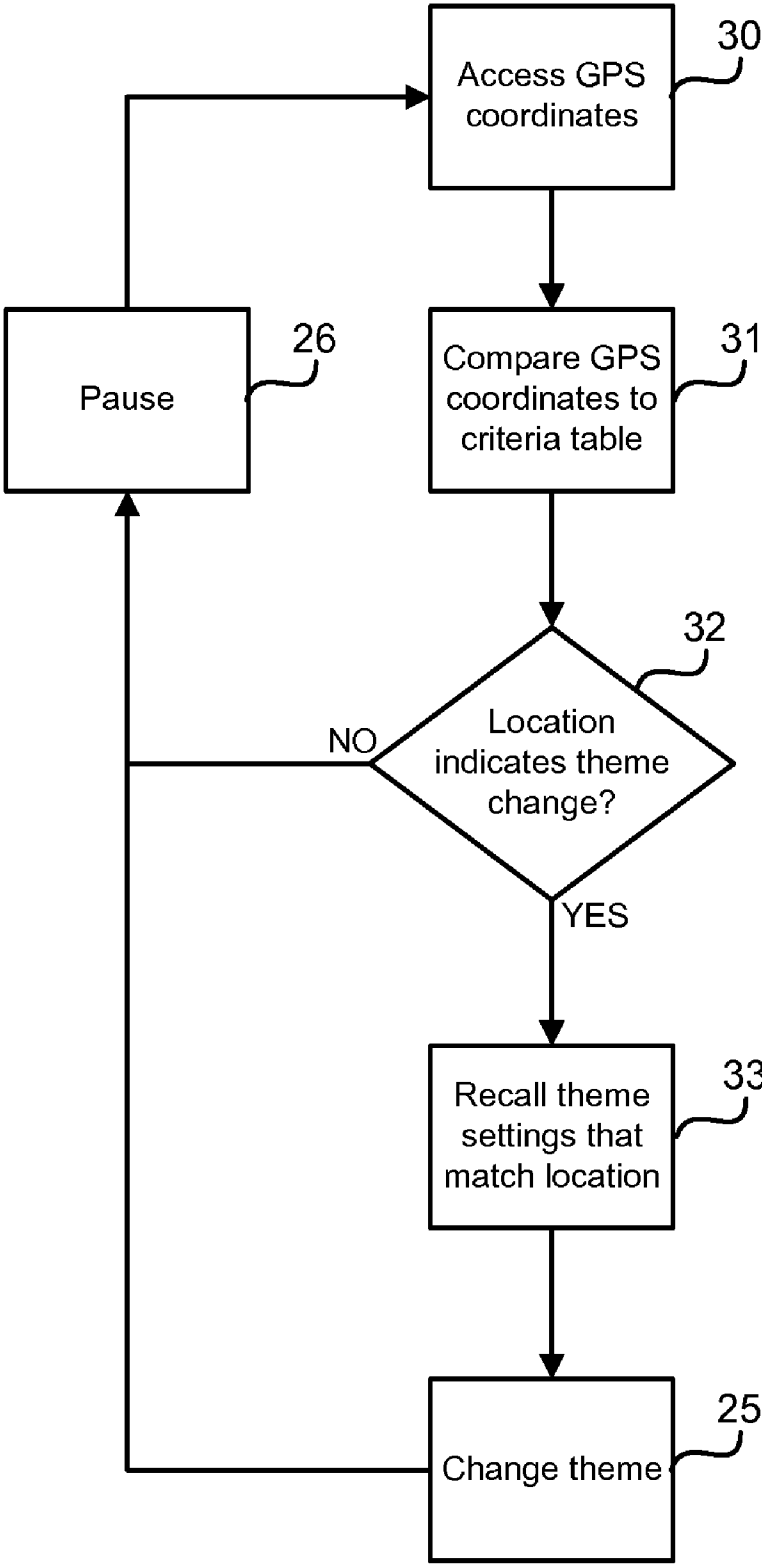 30
Access GPS
coordinates
26
Pause
31
Compare GPS
coordinates to
criteria table
32
Location
indicates theme
change?
NO
YES
33
Recall theme
settings that
match location
25
Change theme